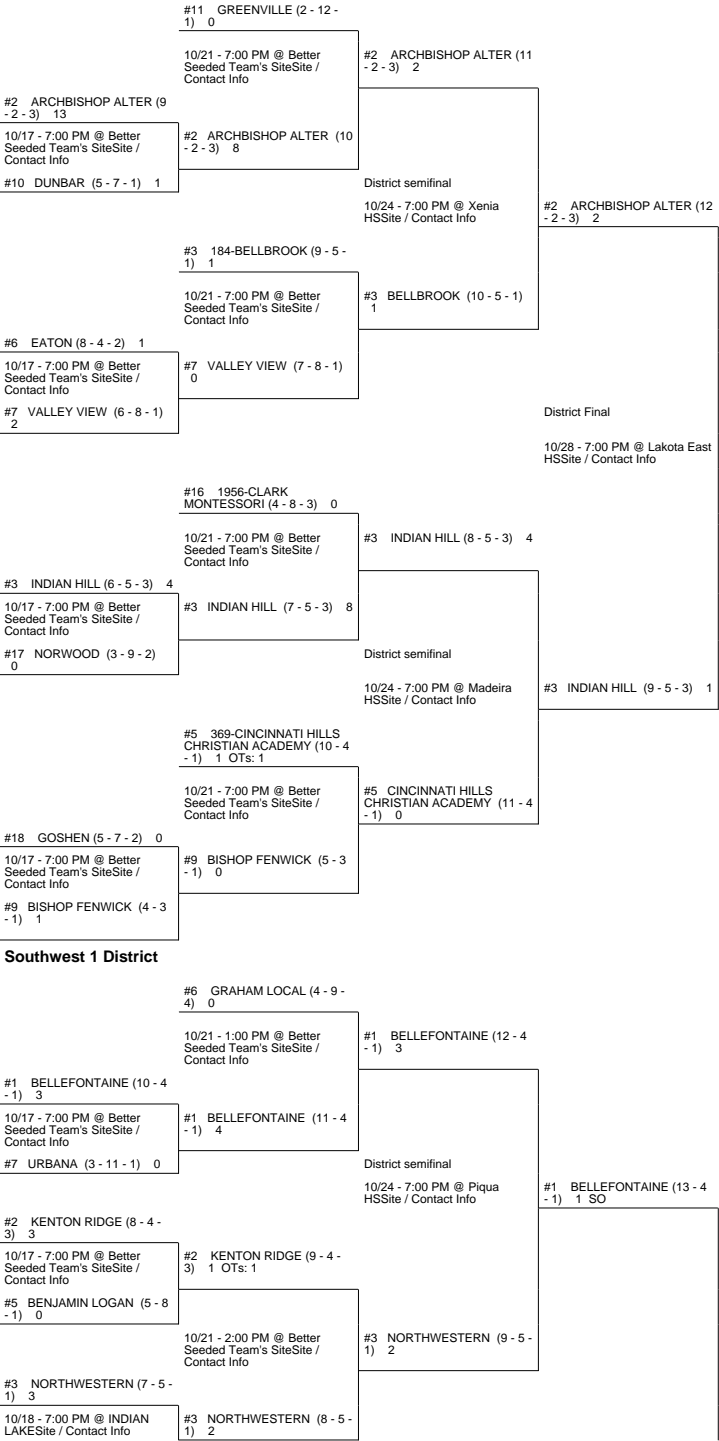 #11 GREENVILLE (2 - 12 -
1) 0
10/21 - 7:00 PM @ Better
Seeded Team's SiteSite /
Contact Info
#2 ARCHBISHOP ALTER (11
- 2 - 3) 2
#2 ARCHBISHOP ALTER (9
- 2 - 3) 13
10/17 - 7:00 PM @ Better
Seeded Team's SiteSite /
Contact Info
#2 ARCHBISHOP ALTER (10
- 2 - 3) 8
#10 DUNBAR (5 - 7 - 1) 1
District semifinal
10/24 - 7:00 PM @ Xenia
HSSite / Contact Info
#2 ARCHBISHOP ALTER (12
- 2 - 3) 2
#3 184-BELLBROOK (9 - 5 -
1) 1
10/21 - 7:00 PM @ Better
Seeded Team's SiteSite /
Contact Info
#3 BELLBROOK (10 - 5 - 1)
1
#6 EATON (8 - 4 - 2) 1
10/17 - 7:00 PM @ Better
Seeded Team's SiteSite /
Contact Info
#7 VALLEY VIEW (7 - 8 - 1)
0
#7 VALLEY VIEW (6 - 8 - 1)
2
District Final
10/28 - 7:00 PM @ Lakota East
HSSite / Contact Info
#16 1956-CLARK
MONTESSORI (4 - 8 - 3) 0
10/21 - 7:00 PM @ Better
Seeded Team's SiteSite /
Contact Info
#3 INDIAN HILL (8 - 5 - 3) 4
#3 INDIAN HILL (6 - 5 - 3) 4
10/17 - 7:00 PM @ Better
Seeded Team's SiteSite /
Contact Info
#3 INDIAN HILL (7 - 5 - 3) 8
#17 NORWOOD (3 - 9 - 2)
0
District semifinal
10/24 - 7:00 PM @ Madeira
HSSite / Contact Info
#3 INDIAN HILL (9 - 5 - 3) 1
#5 369-CINCINNATI HILLS
CHRISTIAN ACADEMY (10 - 4
- 1) 1 OTs: 1
10/21 - 7:00 PM @ Better
Seeded Team's SiteSite /
Contact Info
#5 CINCINNATI HILLS
CHRISTIAN ACADEMY (11 - 4
- 1) 0
#18 GOSHEN (5 - 7 - 2) 0
10/17 - 7:00 PM @ Better
Seeded Team's SiteSite /
Contact Info
#9 BISHOP FENWICK (5 - 3
- 1) 0
#9 BISHOP FENWICK (4 - 3
- 1) 1
Southwest 1 District
#6 GRAHAM LOCAL (4 - 9 -
4) 0
10/21 - 1:00 PM @ Better
Seeded Team's SiteSite /
Contact Info
#1 BELLEFONTAINE (12 - 4
- 1) 3
#1 BELLEFONTAINE (10 - 4
- 1) 3
10/17 - 7:00 PM @ Better
Seeded Team's SiteSite /
Contact Info
#1 BELLEFONTAINE (11 - 4
- 1) 4
#7 URBANA (3 - 11 - 1) 0
District semifinal
10/24 - 7:00 PM @ Piqua
HSSite / Contact Info
#1 BELLEFONTAINE (13 - 4
- 1) 1 SO
#2 KENTON RIDGE (8 - 4 -
3) 3
10/17 - 7:00 PM @ Better
Seeded Team's SiteSite /
Contact Info
#2 KENTON RIDGE (9 - 4 -
3) 1 OTs: 1
#5 BENJAMIN LOGAN (5 - 8
- 1) 0
10/21 - 2:00 PM @ Better
Seeded Team's SiteSite /
Contact Info
#3 NORTHWESTERN (9 - 5 -
1) 2
#3 NORTHWESTERN (7 - 5 -
1) 3
10/18 - 7:00 PM @ INDIAN
LAKESite / Contact Info
#3 NORTHWESTERN (8 - 5 -
1) 2